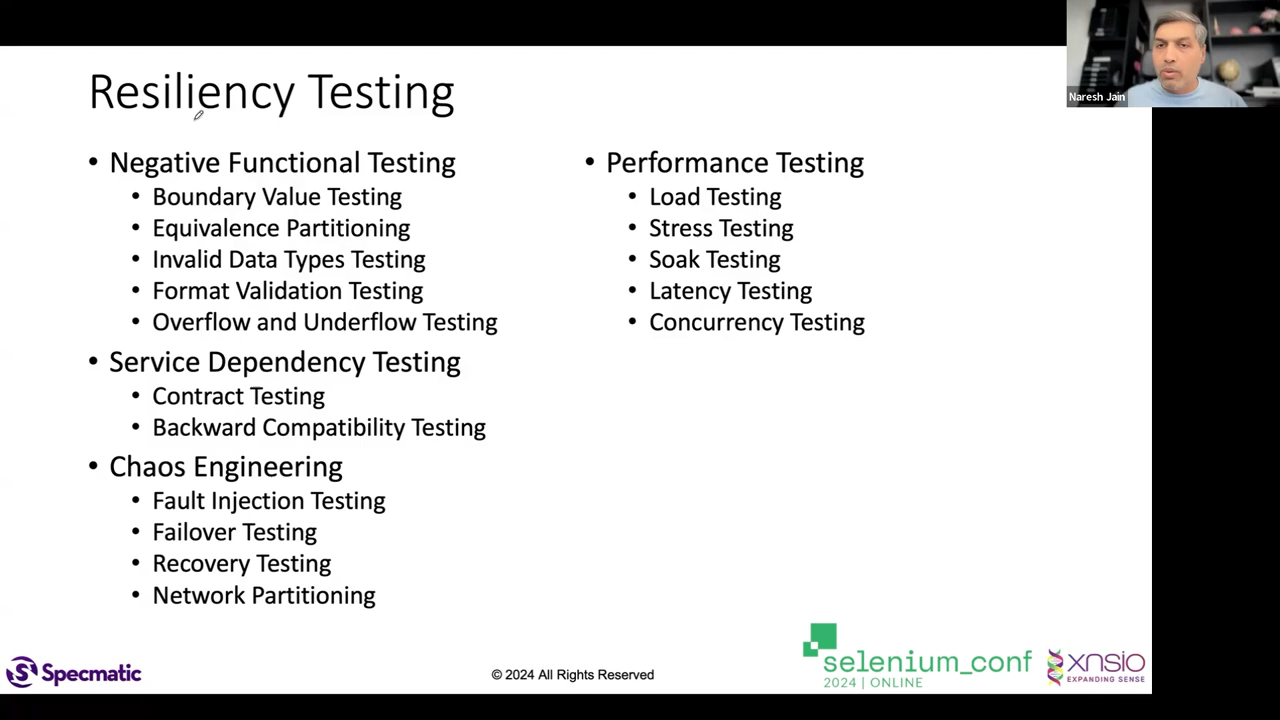 Resiliency Testing
• Negative Functional Testing
• Boundary Value Testing
• Equivalence Partitioning
• Invalid Data Types Testing
• Format Validation Testing
• Overflow and Underflow Testing
• Service Dependency Testing
• Contract Testing
• Backward Compatibility Testing
• Chaos Engineering
• Fault Injection Testing
• Failover Testing
• Recovery Testing
• Network Partitioning
• Performance Testing
• Load Testing
• Stress Testing
• Soak Testing
• Latency Testing
• Concurrency Testing
Naresh Jain
Specmatic
© 2024 All Rights Reserved
selenium_conf
2024 | ONLINE
xnsio
EXPANDING SENSE